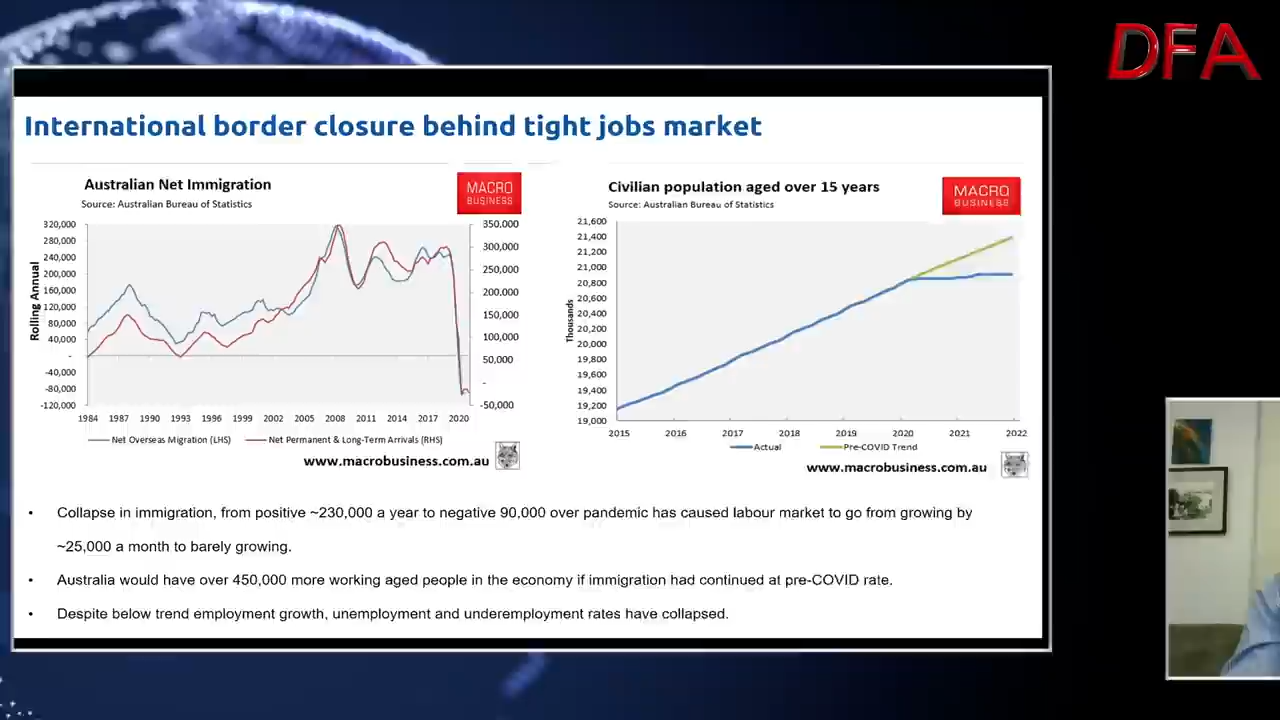 DFA
International border closure behind tight jobs market
Australian Net Immigration
Source: Australian Bureau of Statistics
MACRO
BUSINESS
320,000
280,000
240,000
200,000
160,000
120,000
80,000
40,000
-
-40,000
-80,000
-120,000
Rolling Annual
350,000
300,000
250,000
200,000
150,000
100,000
50,000
-
-50,000
1984 1987 1990 1993 1996 1999 2002 2005 2008 2011 2014 2017 2020
Net Overseas Migration (LHS) Net Permanent & Long-Term Arrivals (RHS)
www.macrobusiness.com.au
Civilian population aged over 15 years
Source: Australian Bureau of Statistics
MACRO
BUSINESS
21,600
21,400
21,200
21,000
20,800
20,600
20,400
20,200
20,000
19,800
19,600
19,400
19,200
19,000
Thousands
2015 2016 2017 2018 2019 2020 2021 2022
Actual Pre-COVID Trend
www.macrobusiness.com.au
• Collapse in immigration, from positive ~230,000 a year to negative 90,000 over pandemic has caused labour market to go from growing by
~25,000 a month to barely growing.
• Australia would have over 450,000 more working aged people in the economy if immigration had continued at pre-COVID rate.
• Despite below trend employment growth, unemployment and underemployment rates have collapsed.